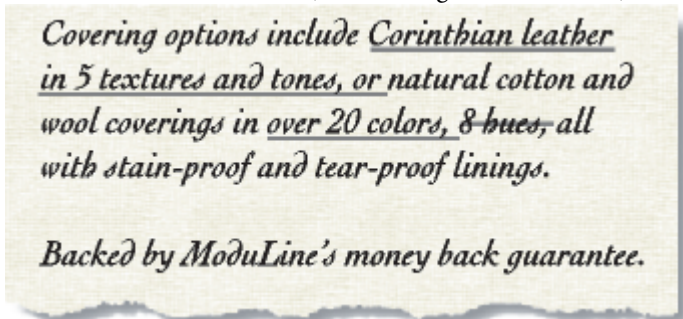 Covering options include Corinthian leather
in 5 textures and tones, or natural cotton and
wool coverings in over 20 colors, 8 hues, all
with stain-proof and tear-proof linings.
Backed by ModuLine's money back guarantee.